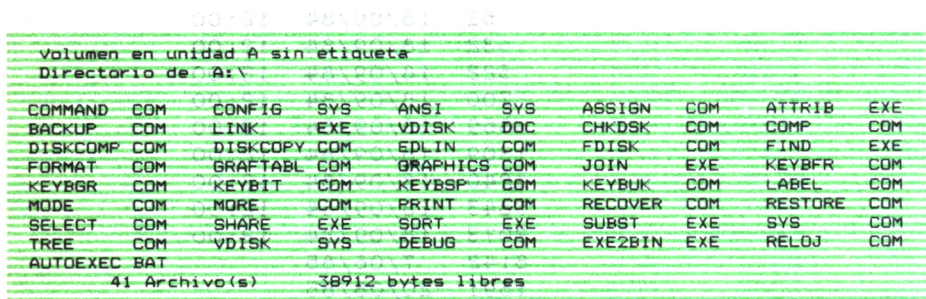 Volumen en unidad A sin etiqueta
Directorio de A:\
COMMAND COM CONFIG SYS ANSI SYS ASSIGN COM ATTRIB EXE
BACKUP COM LINK EXE VDISK DOC CHKDSK COM COMP COM
DISKCOMP COM DISKCOPY COM EDLIN COM FDISK COM FIND EXE
FORMAT COM GRAFTABL COM GRAPHICS COM JOIN EXE KEYBFR COM
KEYBGR COM KEYBIT COM KEYBSP COM KEYBUK COM LABEL COM
MODE COM MORE COM PRINT COM RECOVER COM RESTORE COM
SELECT COM SHARE EXE SORT EXE SUBST EXE SYS COM
TREE COM VDISK SYS DEBUG COM EXE2BIN EXE RELOJ COM
AUTOEXEC BAT
41 Archivo(s) 38912 bytes libres